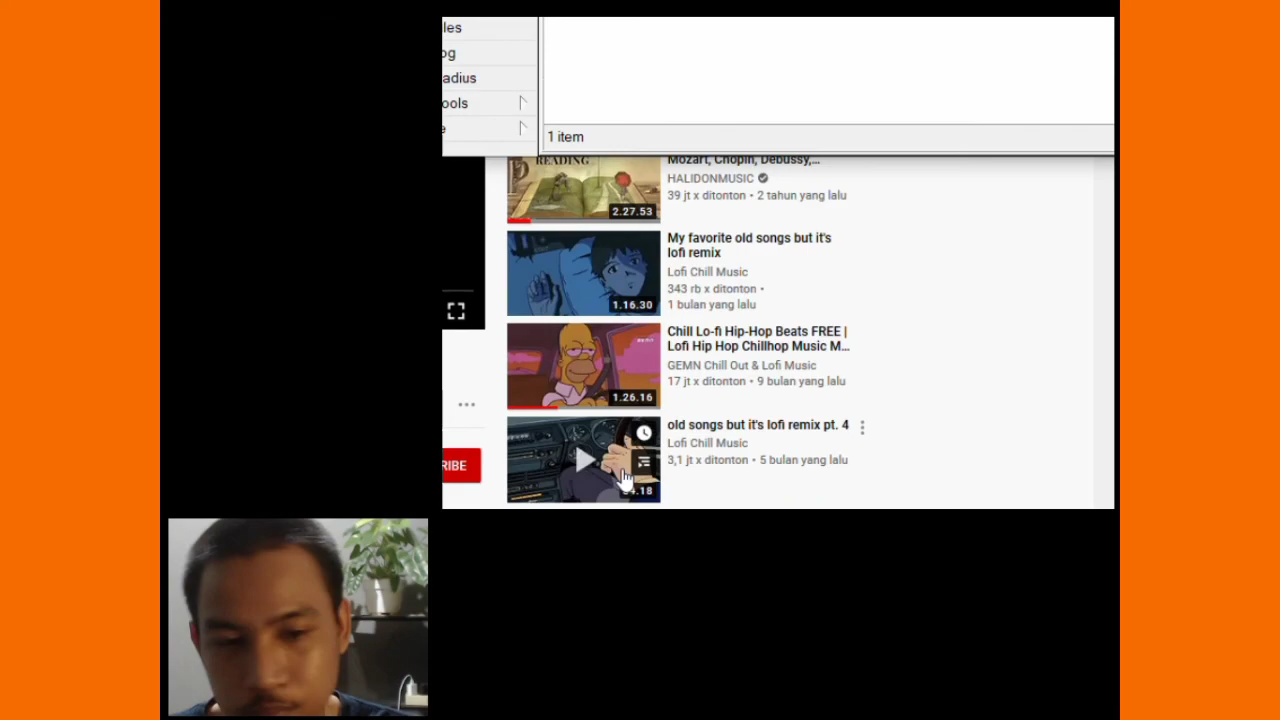 les
og
adius
ools
e
1 item
READING
2.27.53
Mozart, Chopin, Debussy,...
HALIDONMUSIC
39 jt x ditonton • 2 tahun yang lalu
1.16.30
My favorite old songs but it's
lofi remix
Lofi Chill Music
343 rb x ditonton •
1 bulan yang lalu
1.26.16
Chill Lo-fi Hip-Hop Beats FREE |
Lofi Hip Hop Chillhop Music M...
GEMN Chill Out & Lofi Music
17 jt x ditonton • 9 bulan yang lalu
old songs but it's lofi remix pt. 4
Lofi Chill Music
3,1 jt x ditonton • 5 bulan yang lalu
RIBE